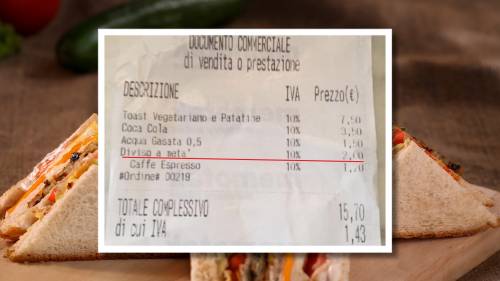 DOCUMENTO COMMERCIALE
di vendita o prestazione
DESCRIZIONE IVA Prezzo(€)
Toast Vegetariano e Patatine 10% 7,50
Coca Cola 10% 3,50
Acqua Gasata 0,5 10% 1,50
Diviso a meta' 10% 2,00
Caffe Espresso 10% 1,20
#Ordine# 00219
TOTALE COMPLESSIVO 15,70
di cui IVA 1,43